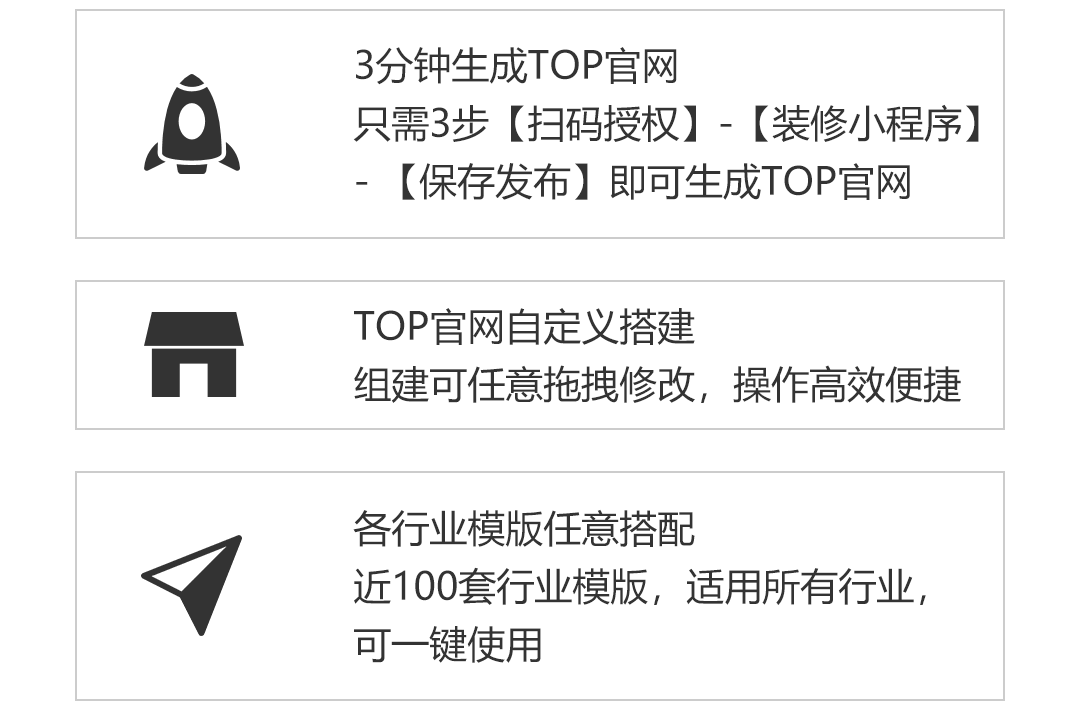 3分钟生成TOP官网
只需3步【扫码授权】-【装修小程序】
- 【保存发布】即可生成TOP官网
TOP官网自定义搭建
组建可任意拖拽修改，操作高效便捷
各行业模版任意搭配
近100套行业模版，适用所有行业，
可一键使用